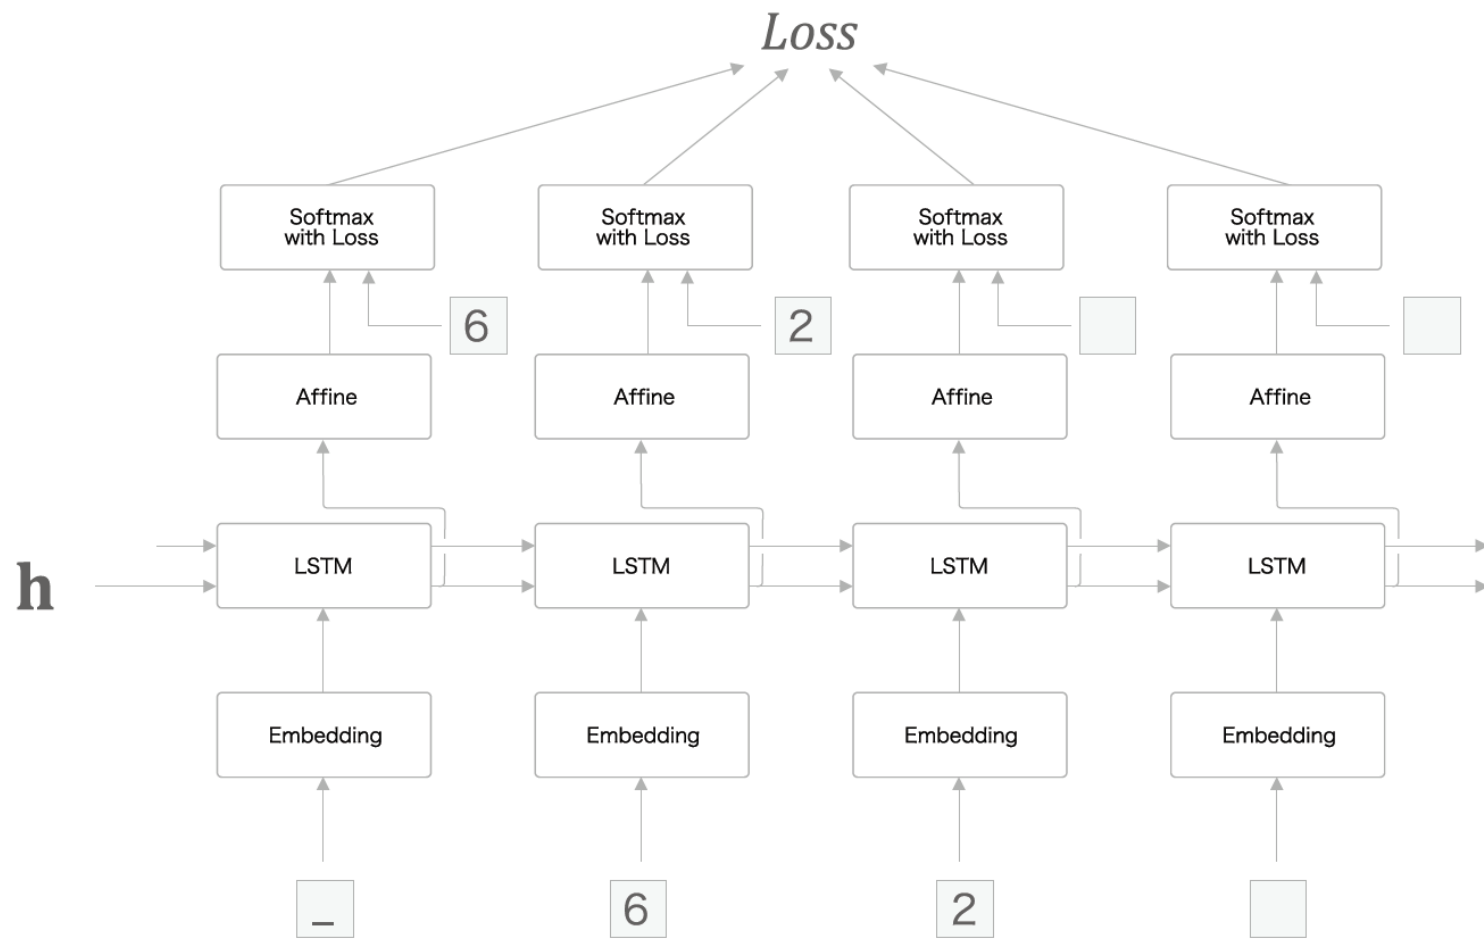 Loss
Softmax
with Loss
Softmax
with Loss
Softmax
with Loss
Softmax
with Loss
6
2
Affine
Affine
Affine
Affine
h
LSTM
LSTM
LSTM
LSTM
Embedding
Embedding
Embedding
Embedding
_
6
2